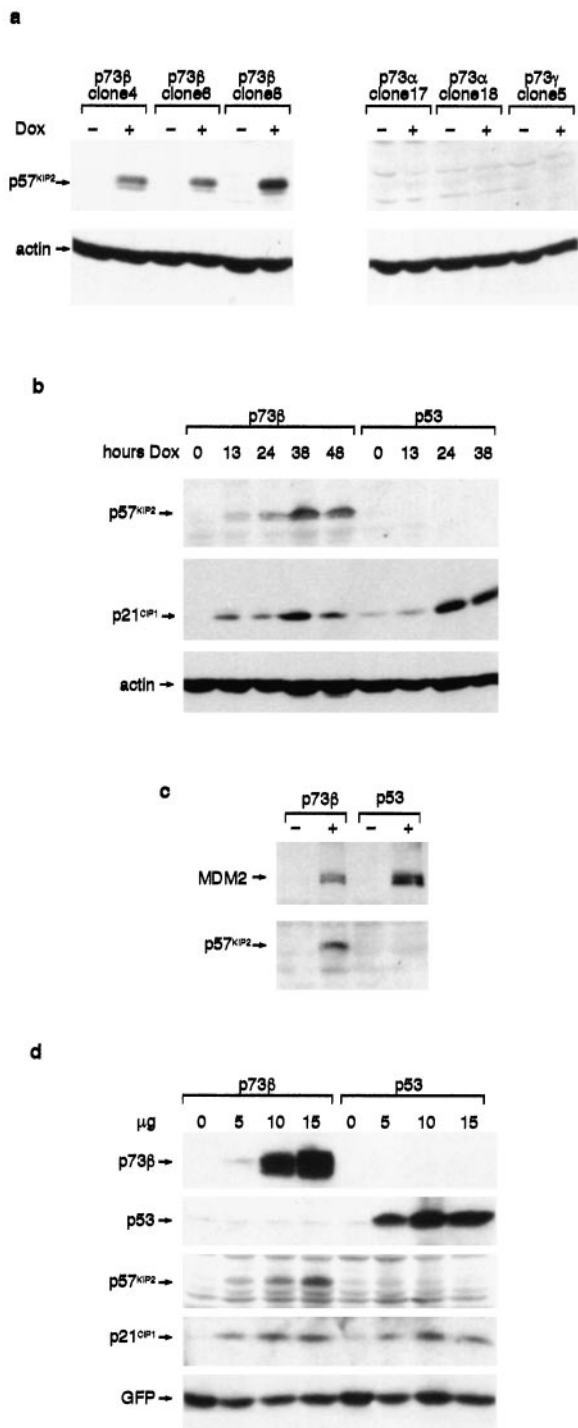 a
p73β p73β p73β p73α p73α p73γ
clone4 clone6 clone8 clone17 clone18 clone5
Dox − + − + − + − + − + − +
p57KIP2
actin
b
p73β p53
hours Dox 0 13 24 38 48 0 13 24 38
p57KIP2
p21CIP1
actin
c
p73β p53
− + − +
MDM2
p57KIP2
d
p73β p53
μg 0 5 10 15 0 5 10 15
p73β
p53
p57KIP2
p21CIP1
GFP